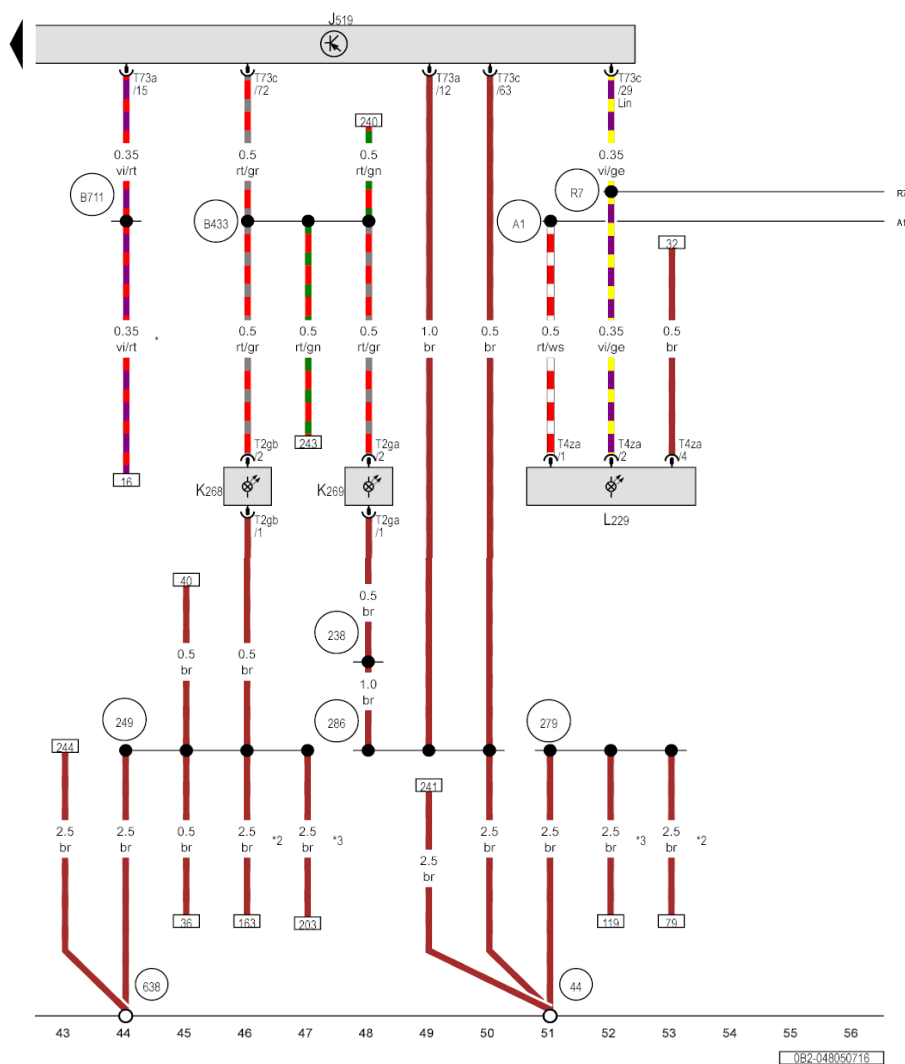 J519
T73a
/15
T73c
/72
T73a
/12
T73c
/63
T73c
/29
Lin
240
0.35
vi/rt
0.5
rt/gr
0.5
rt/gn
0.35
vi/ge
B711
R7
R7
B433
A1
A1
32
0.35
vi/rt
*
0.5
rt/gr
0.5
rt/gn
0.5
rt/gr
1.0
br
0.5
br
0.5
rt/ws
0.35
vi/ge
0.5
br
243
T2gb
/2
T2ga
/2
T4za
/1
T4za
/2
T4za
/4
16
K268
K269
L229
T2gb
/1
T2ga
/1
40
0.5
br
238
0.5
br
0.5
br
1.0
br
249
286
279
244
241
2.5
br
2.5
br
0.5
br
2.5
br
*2
2.5
br
*3
2.5
br
2.5
br
2.5
br
2.5
br
*3
2.5
br
*2
36
163
203
119
79
638
44
43 44 45 46 47 48 49 50 51 52 53 54 55 56
0B2-048050716